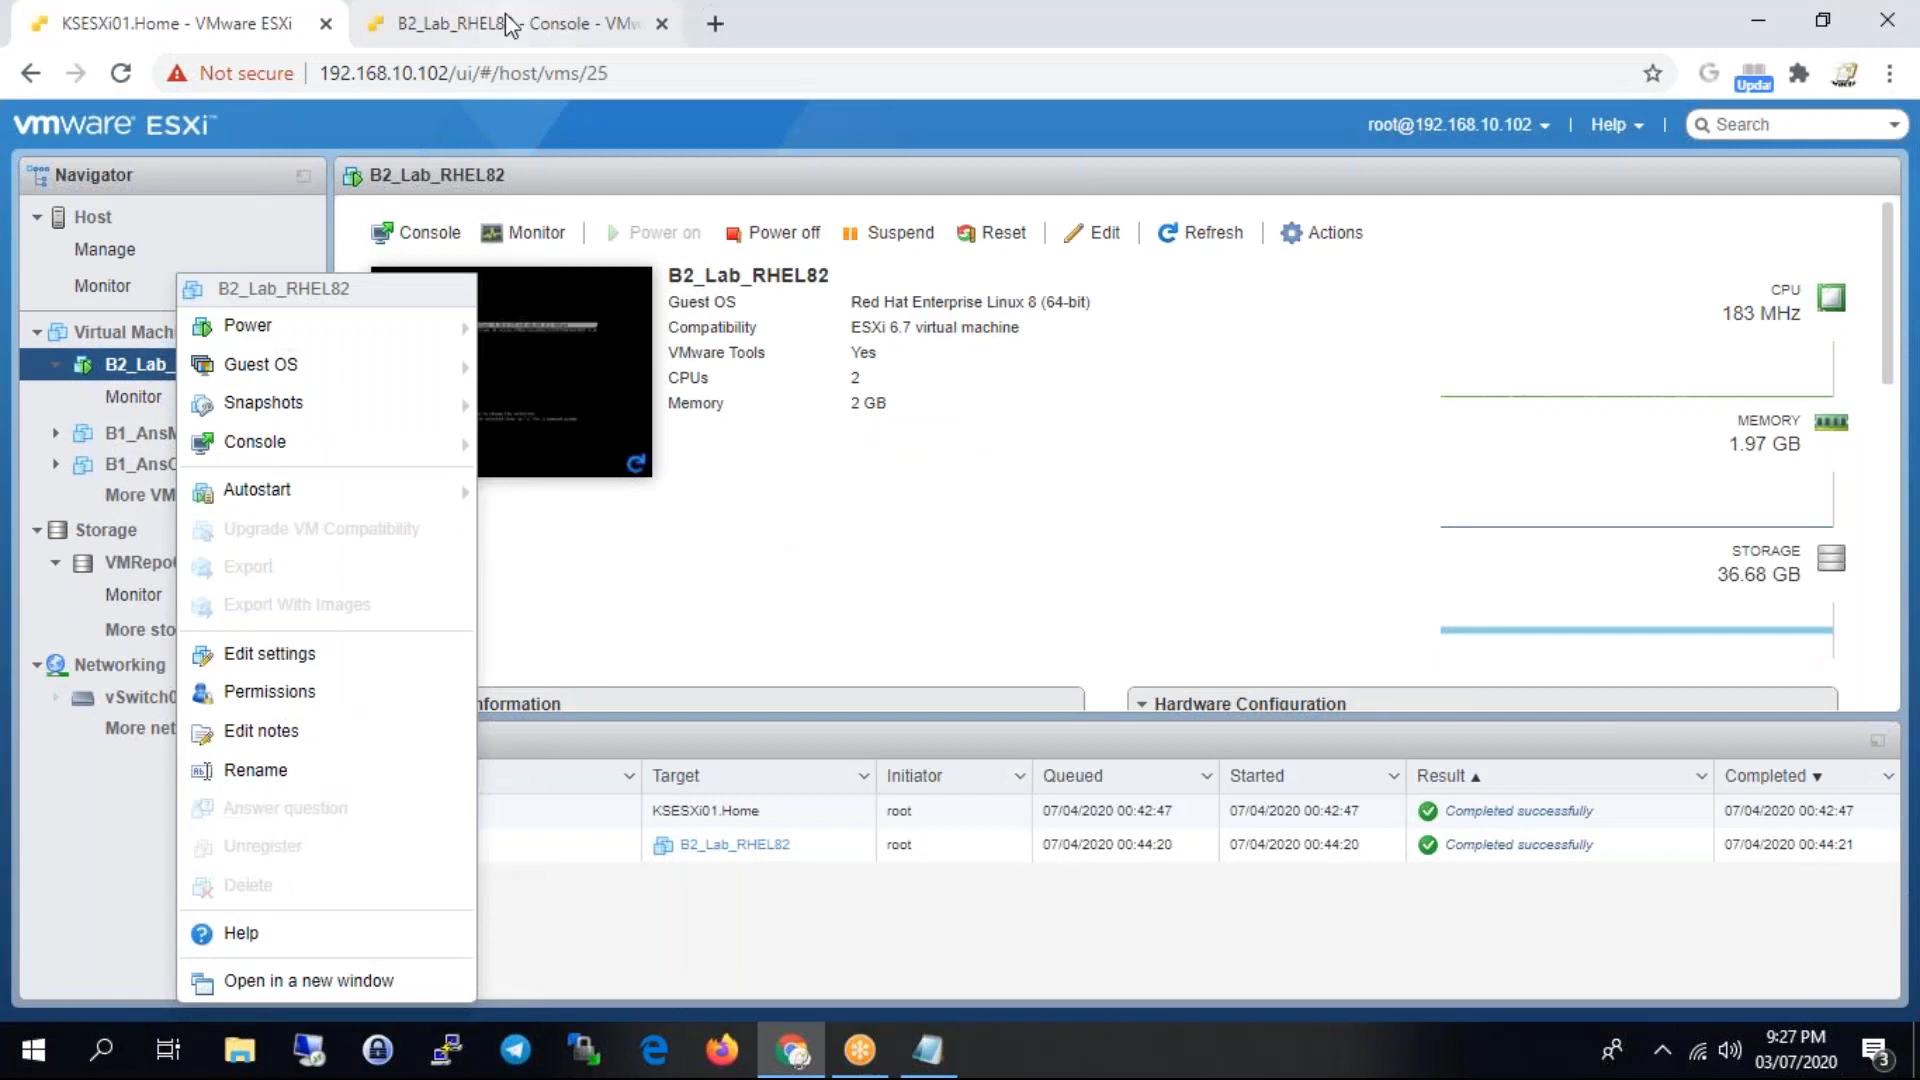 KSESXi01.Home - VMware ESXi
B2_Lab_RHEL8 - Console - VMw
Not secure
192.168.10.102/ui/#/host/vms/25
Updat
vmware ESXi™
root@192.168.10.102
Help
Search
Navigator
B2_Lab_RHEL82
Host
Manage
Monitor
Virtual Mach
B2_Lab_
Monitor
B1_AnsM
B1_AnsC
More VM
Storage
VMRepo
Monitor
More sto
Networking
vSwitch0
More net
B2_Lab_RHEL82
Power
Guest OS
Snapshots
Console
Autostart
Upgrade VM Compatibility
Export
Export With Images
Edit settings
Permissions
Edit notes
Rename
Answer question
Unregister
Delete
Help
Open in a new window
Console
Monitor
Power on
Power off
Suspend
Reset
Edit
Refresh
Actions
B2_Lab_RHEL82
Guest OS Red Hat Enterprise Linux 8 (64-bit)
Compatibility ESXi 6.7 virtual machine
VMware Tools Yes
CPUs 2
Memory 2 GB
CPU
183 MHz
MEMORY
1.97 GB
STORAGE
36.68 GB
nformation
Hardware Configuration
Target Initiator Queued Started Result ▲ Completed ▼
KSESXi01.Home root 07/04/2020 00:42:47 07/04/2020 00:42:47 Completed successfully 07/04/2020 00:42:47
B2_Lab_RHEL82 root 07/04/2020 00:44:20 07/04/2020 00:44:20 Completed successfully 07/04/2020 00:44:21
9:27 PM
03/07/2020
3